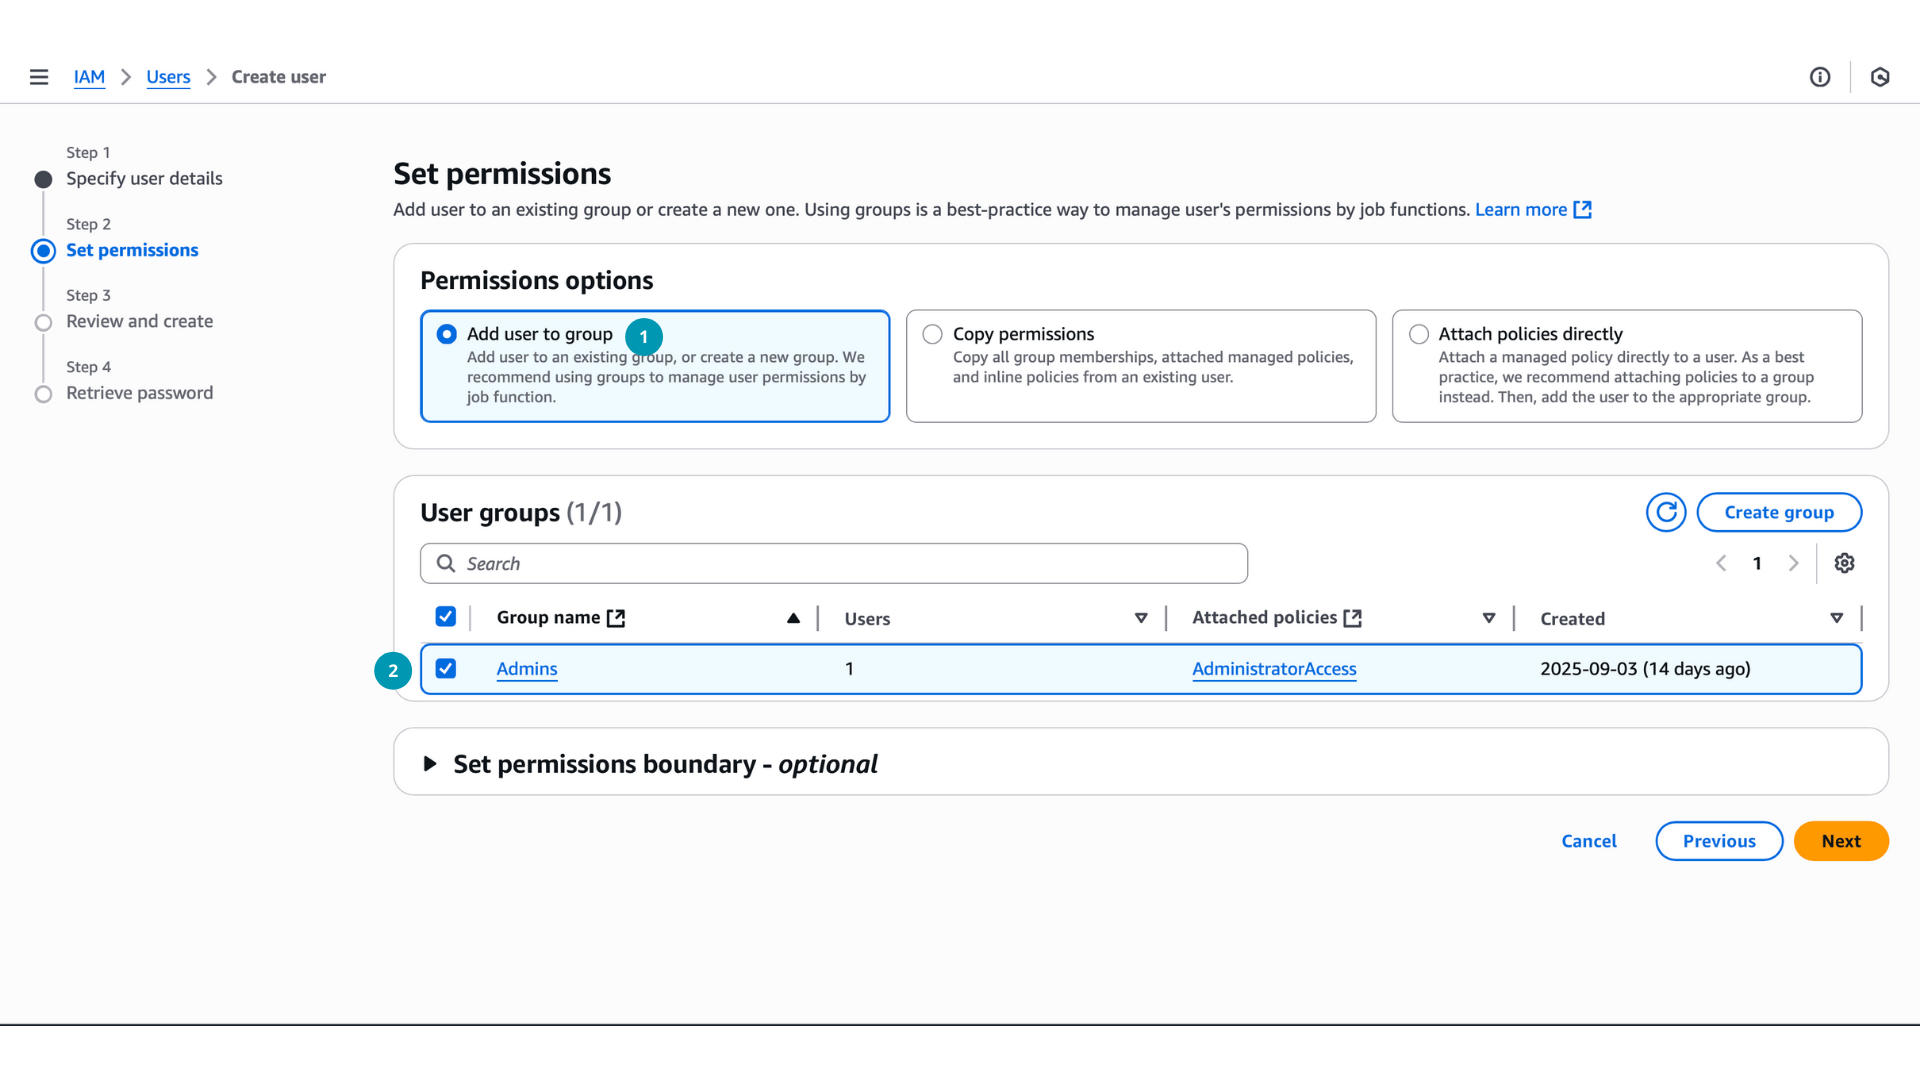 IAM > Users > Create user
Step 1
Specify user details
Step 2
Set permissions
Step 3
Review and create
Step 4
Retrieve password
Set permissions
Add user to an existing group or create a new one. Using groups is a best-practice way to manage user's permissions by job functions. Learn more
Permissions options
Add user to group 1
Add user to an existing group, or create a new group. We
recommend using groups to manage user permissions by
job function.
Copy permissions
Copy all group memberships, attached managed policies,
and inline policies from an existing user.
Attach policies directly
Attach a managed policy directly to a user. As a best
practice, we recommend attaching policies to a group
instead. Then, add the user to the appropriate group.
User groups (1/1)
Create group
Search
1
Group name Users Attached policies Created
2 Admins 1 AdministratorAccess 2025-09-03 (14 days ago)
Set permissions boundary - optional
Cancel Previous Next